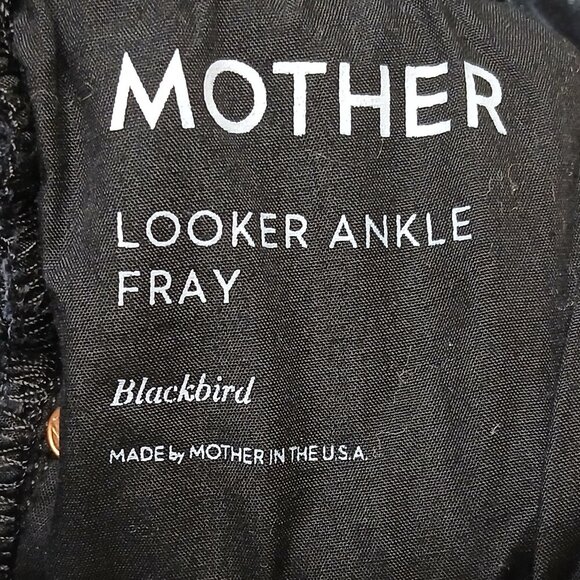 MOTHER
LOOKER ANKLE
FRAY
Blackbird
MADE by MOTHER IN THE U.S.A.